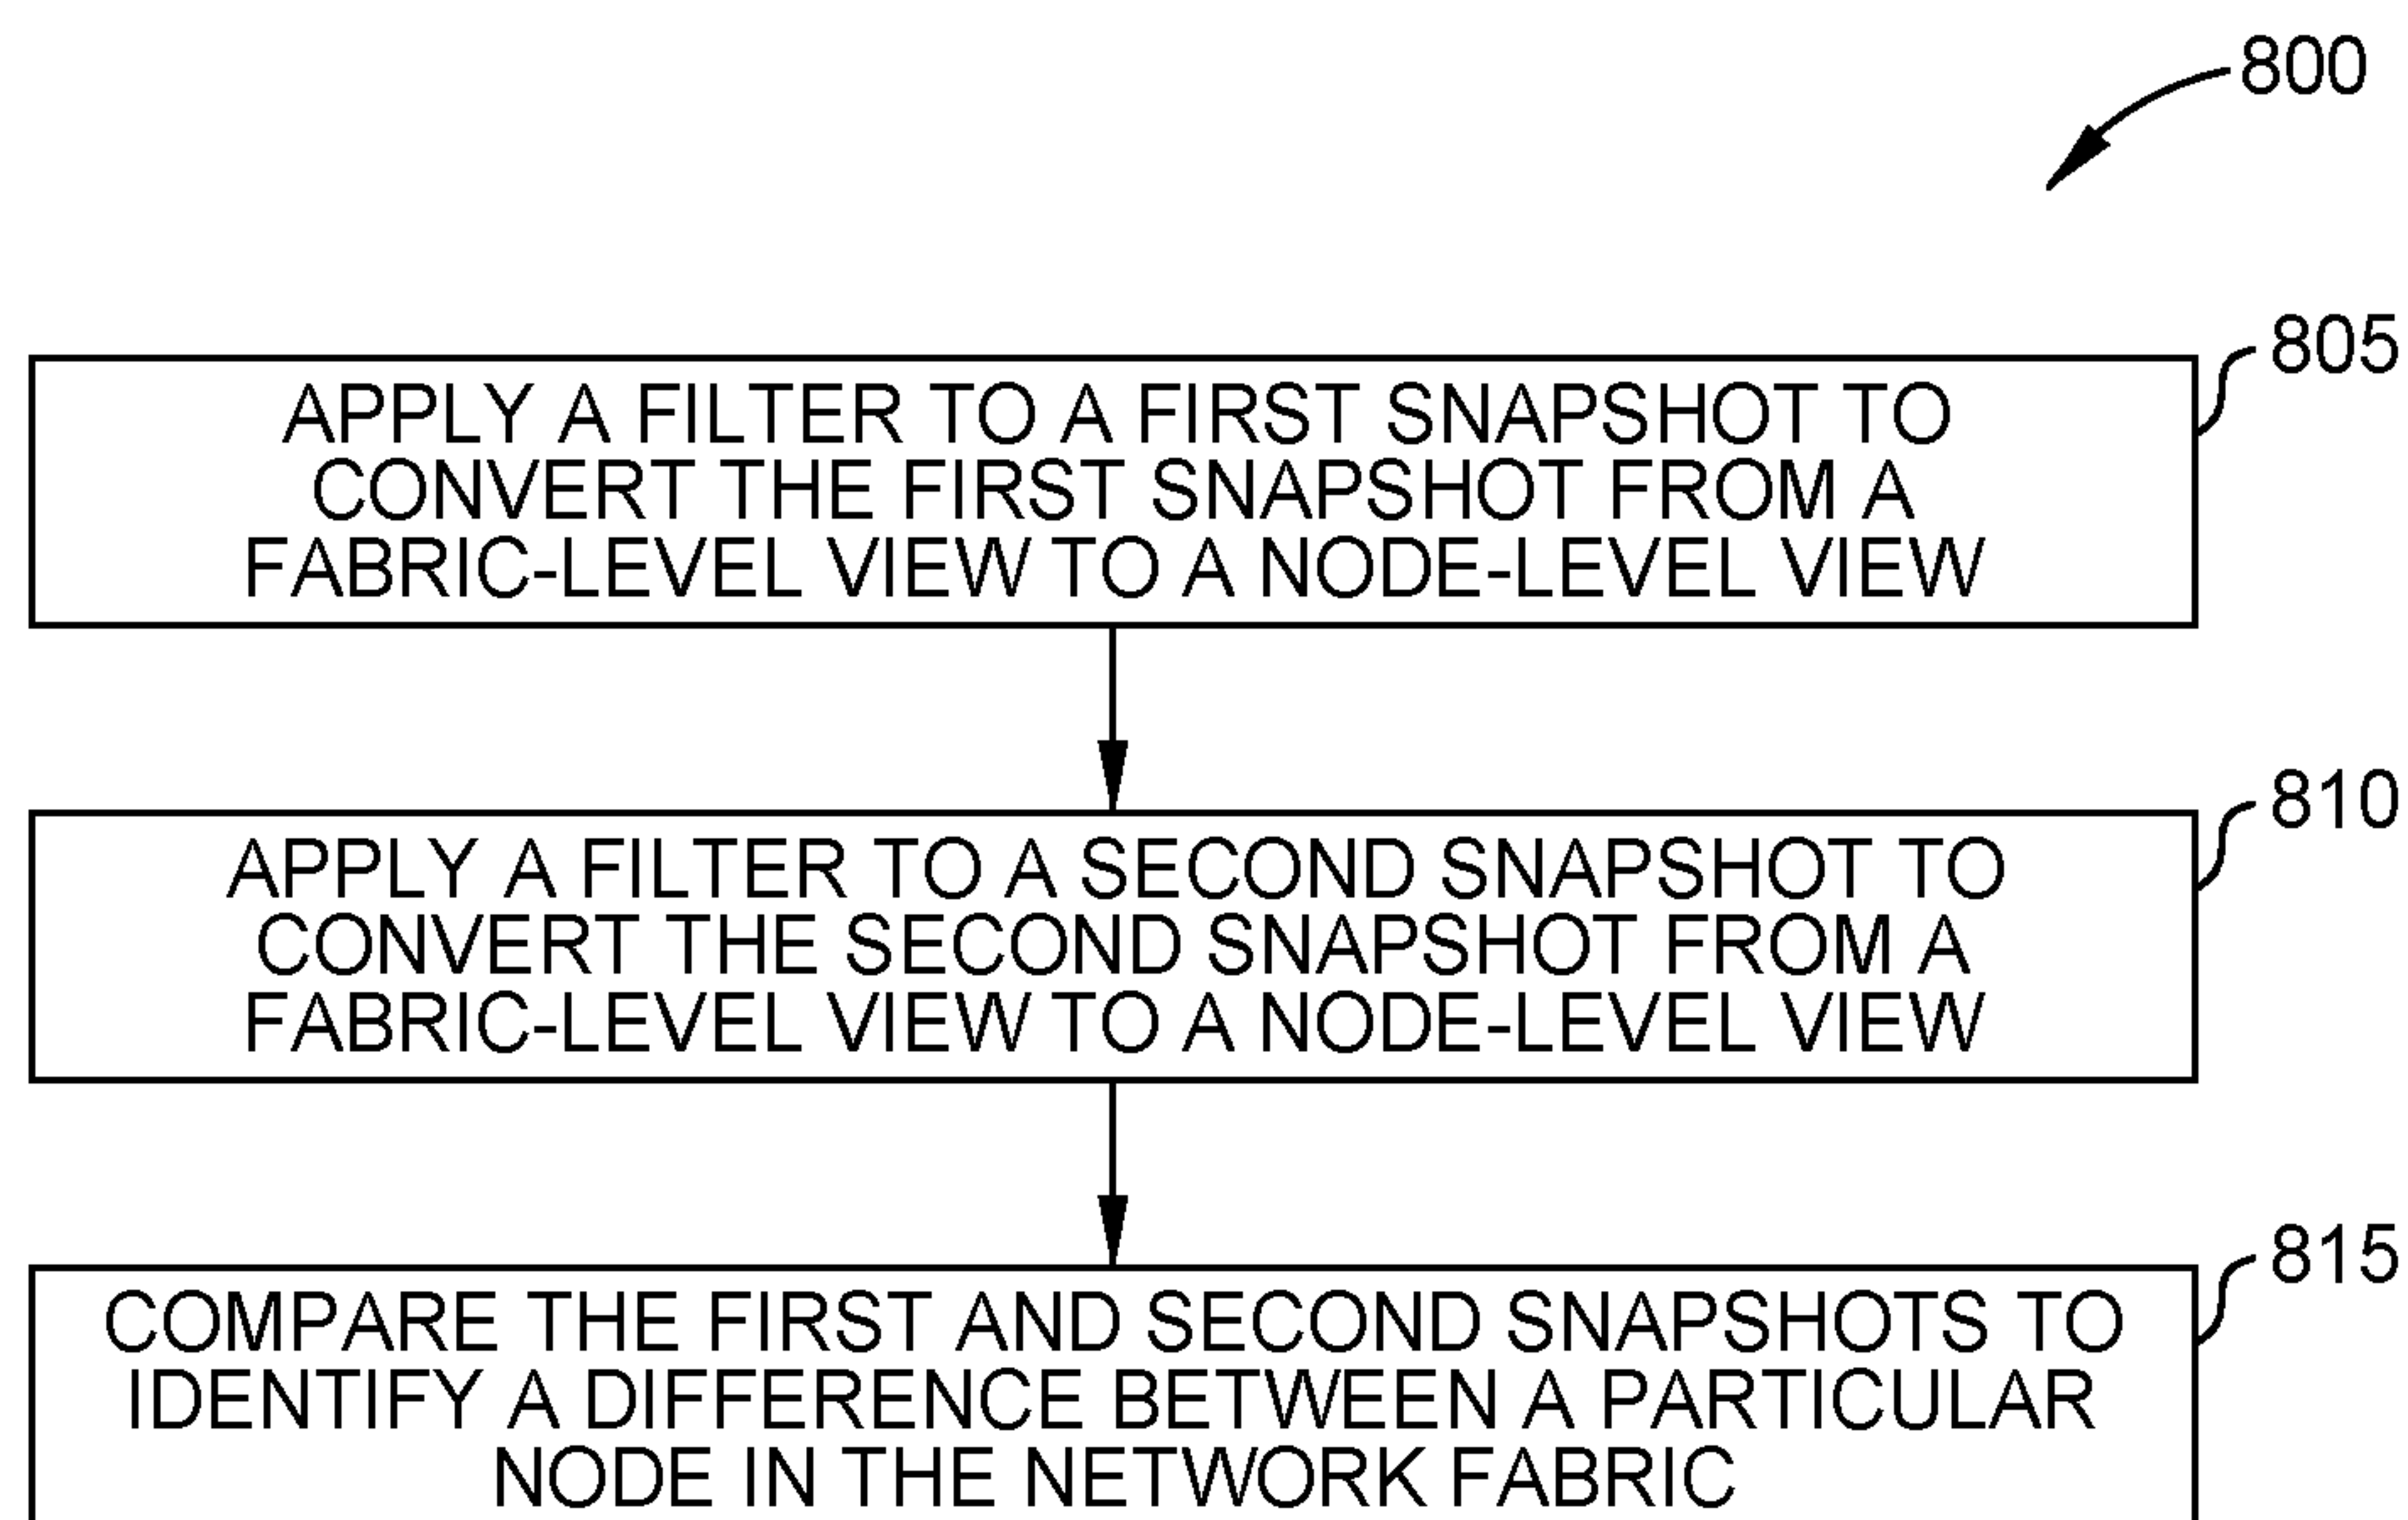 800
805
APPLY A FILTER TO A FIRST SNAPSHOT TO
CONVERT THE FIRST SNAPSHOT FROM A
FABRIC-LEVEL VIEW TO A NODE-LEVEL VIEW
810
APPLY A FILTER TO A SECOND SNAPSHOT TO
CONVERT THE SECOND SNAPSHOT FROM A
FABRIC-LEVEL VIEW TO A NODE-LEVEL VIEW
815
COMPARE THE FIRST AND SECOND SNAPSHOTS TO
IDENTIFY A DIFFERENCE BETWEEN A PARTICULAR
NODE IN THE NETWORK FABRIC